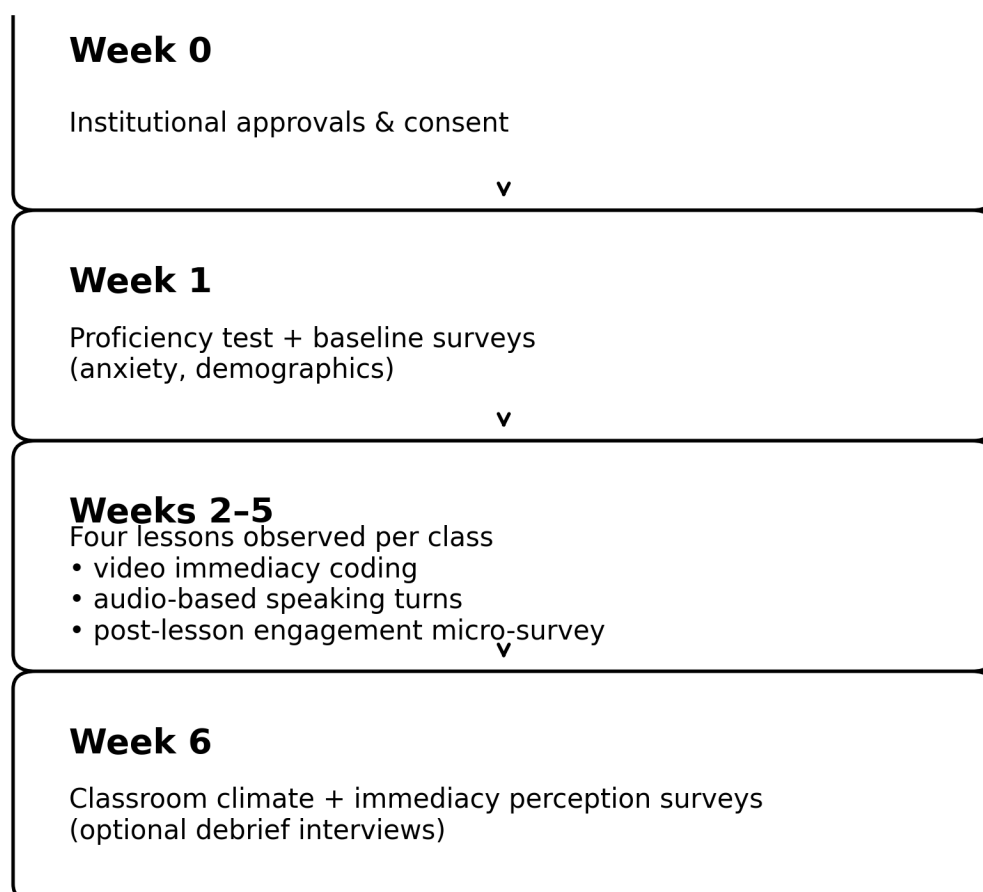 Week 0
Institutional approvals & consent
Week 1
Proficiency test + baseline surveys
(anxiety, demographics)
Weeks 2–5
Four lessons observed per class
• video immediacy coding
• audio-based speaking turns
• post-lesson engagement micro-survey
Week 6
Classroom climate + immediacy perception surveys
(optional debrief interviews)